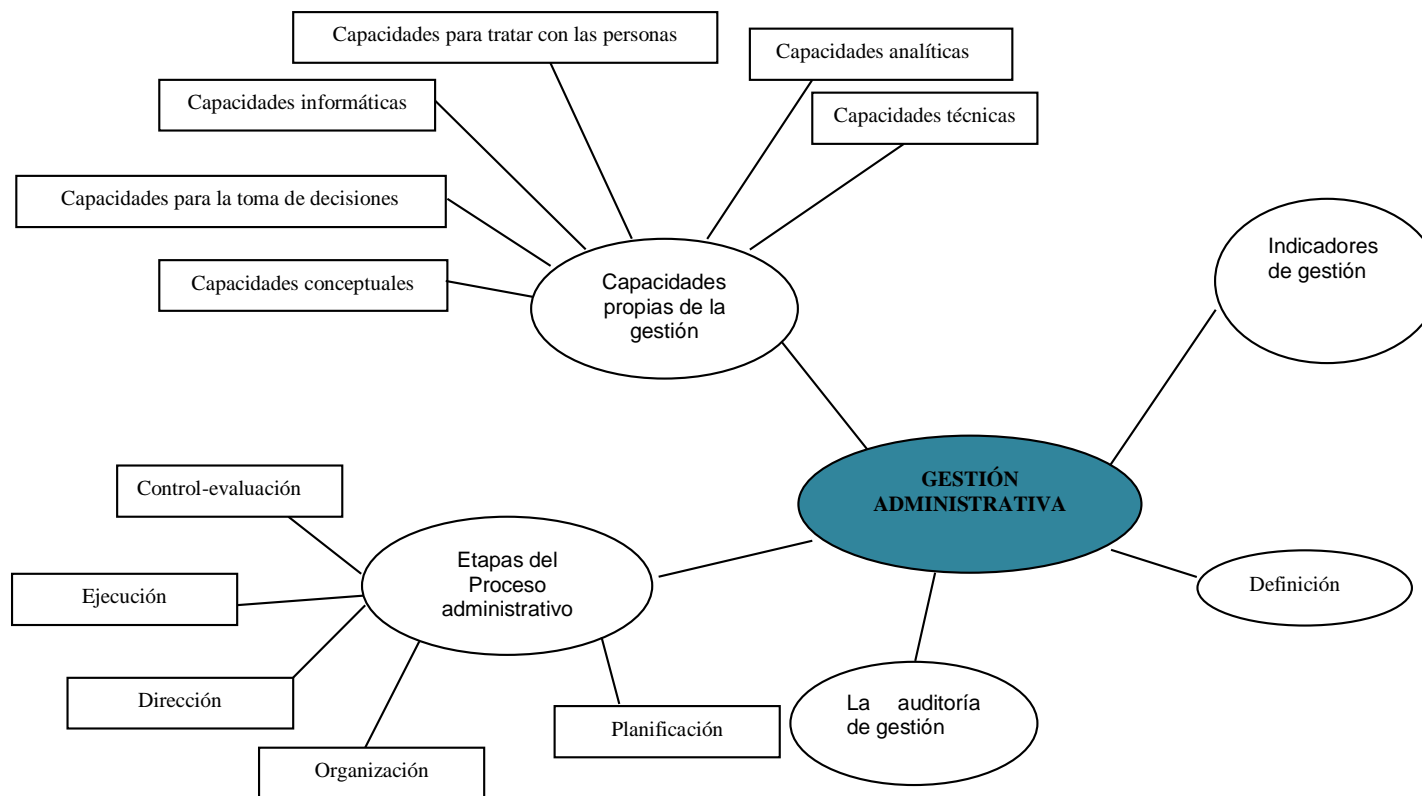 Capacidades para tratar con las personas
Capacidades analíticas
Capacidades informáticas
Capacidades técnicas
Capacidades para la toma de decisiones
Capacidades conceptuales
Capacidades
propias de la
gestión
Indicadores
de gestión
GESTIÓN
ADMINISTRATIVA
Control-evaluación
Etapas del
Proceso
administrativo
Ejecución
Definición
Dirección
La auditoría
de gestión
Planificación
Organización